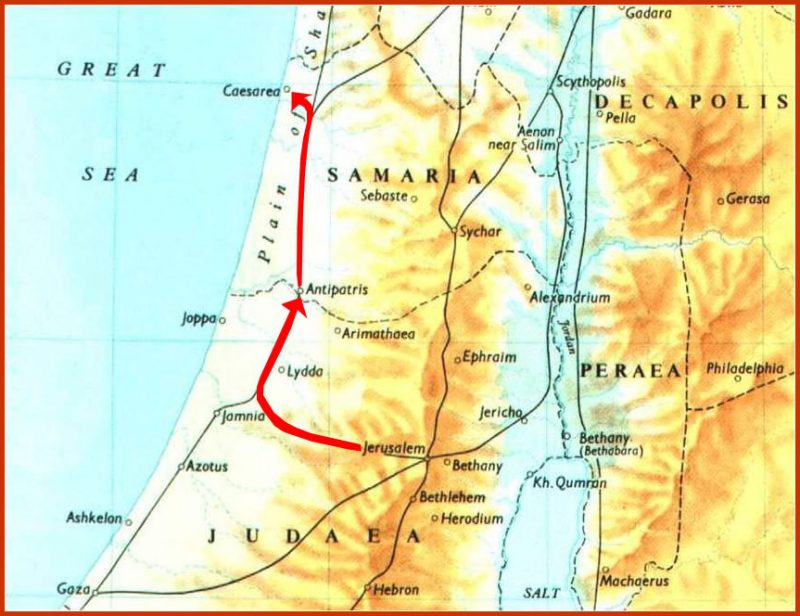 Gadara
GREAT
Sha
Caesarea
Scythopolis
DECAPOLIS
Pella
of
Aenon
near Salim
SEA
SAMARIA
Sebaste
Gerasa
Plain
Sychar
Antipatris
Alexandrium
Joppa
Arimathaea
Jordan
Ephraim
Lydda
PERAEA
Philadelphia
Jericho
Jamnia
Jerusalem
Bethany
(Bethabara)
Azotus
Bethany
Kh. Qumran
Bethlehem
Ashkelon
Herodium
JUDAEA
Machaerus
Gaza
Hebron
SALT